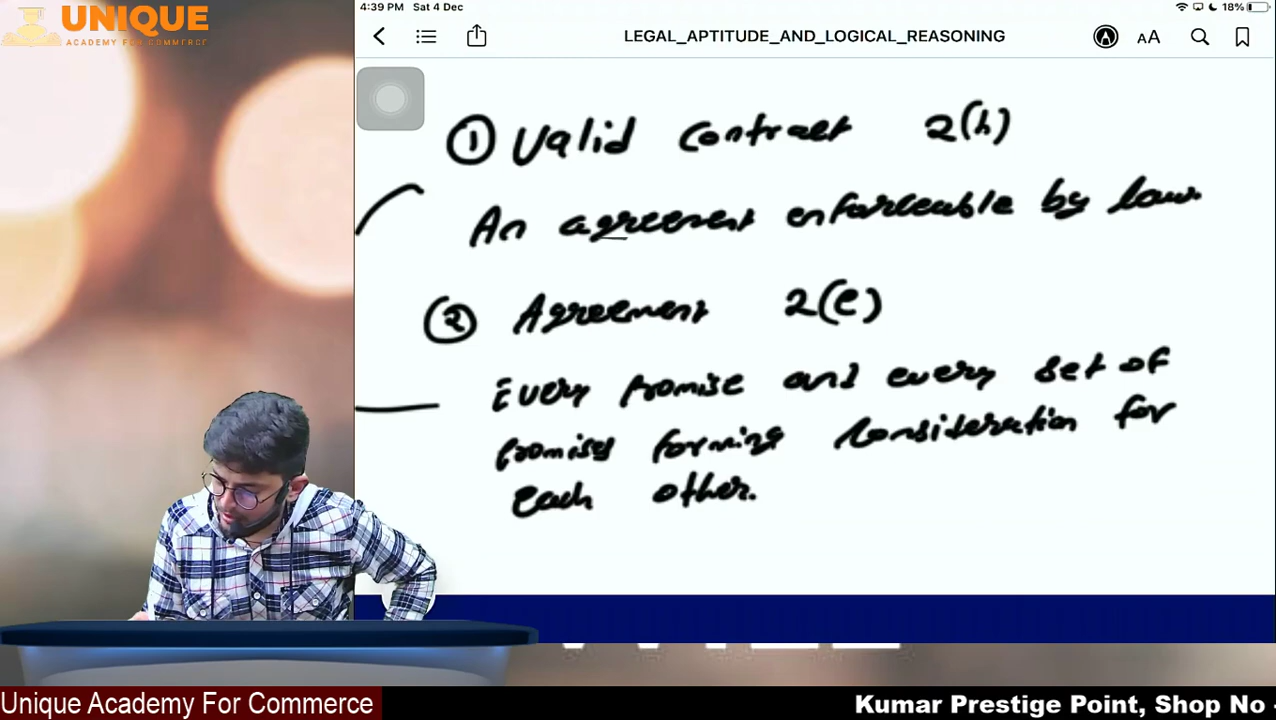 UNIQUE
ACADEMY FOR COMMERCE
4:39 PM Sat 4 Dec
18%
LEGAL_APTITUDE_AND_LOGICAL_REASONING
AA
① Valid contract 2(h)
An agreement enforceable by law.
② Agreement 2(e)
Every promise and every set of
promises forming consideration for
each other.
Unique Academy For Commerce
Kumar Prestige Point, Shop No